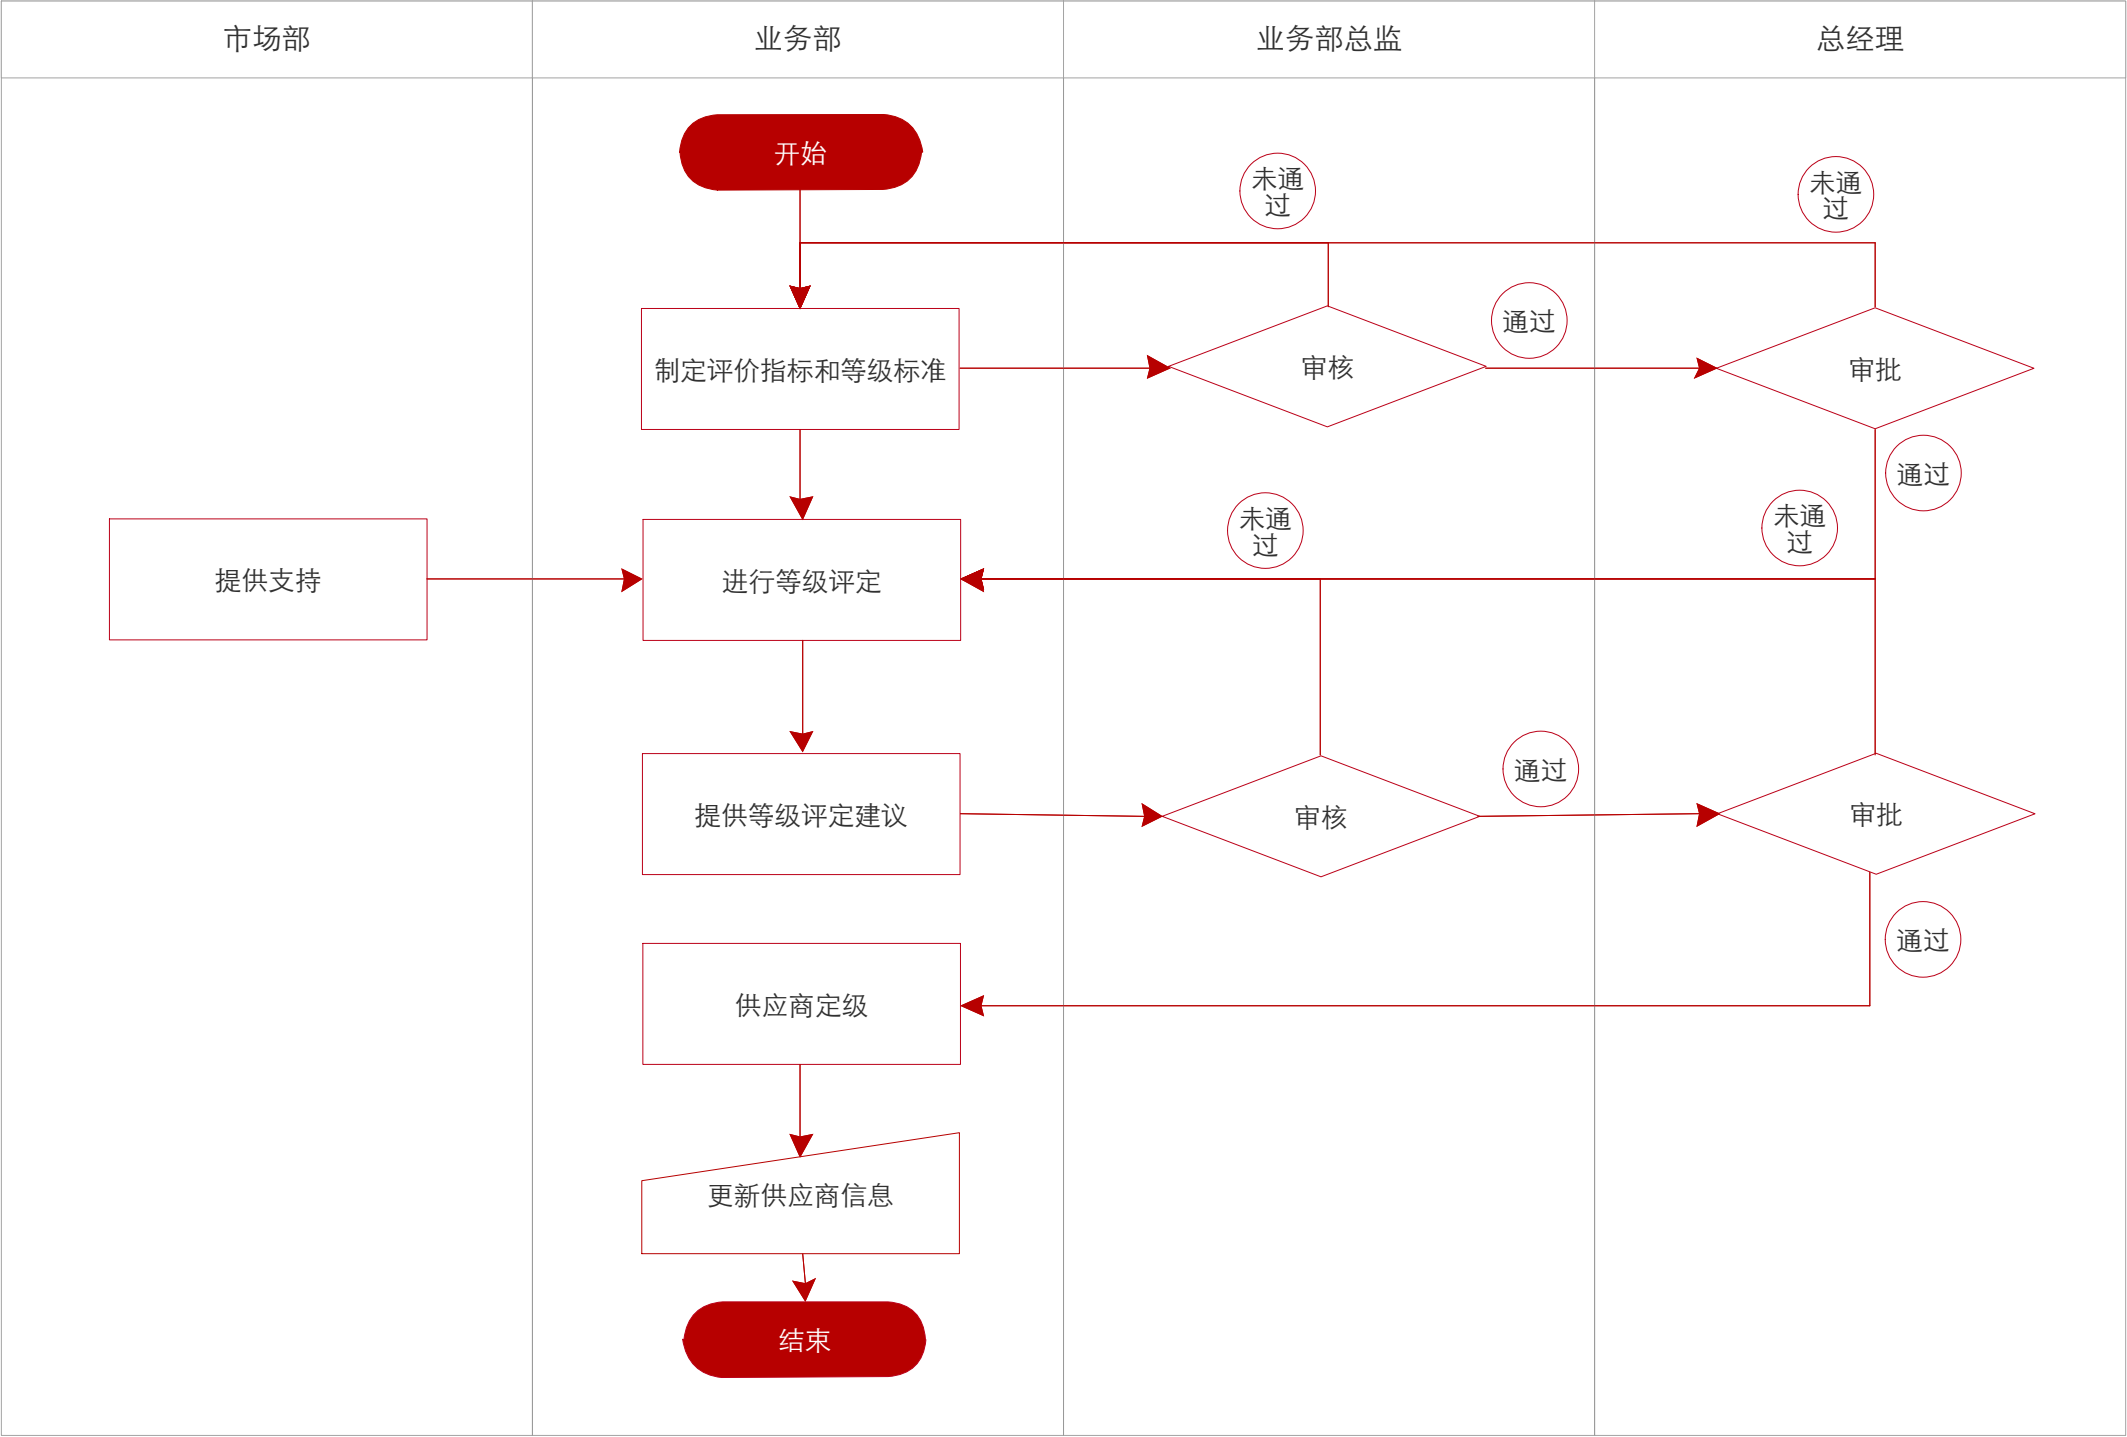 市场部
业务部
业务部总监
总经理
开始
未通
过
未通
过
通过
制定评价指标和等级标准
审核
审批
通过
未通
过
未通
过
提供支持
进行等级评定
通过
提供等级评定建议
审核
审批
通过
供应商定级
更新供应商信息
结束